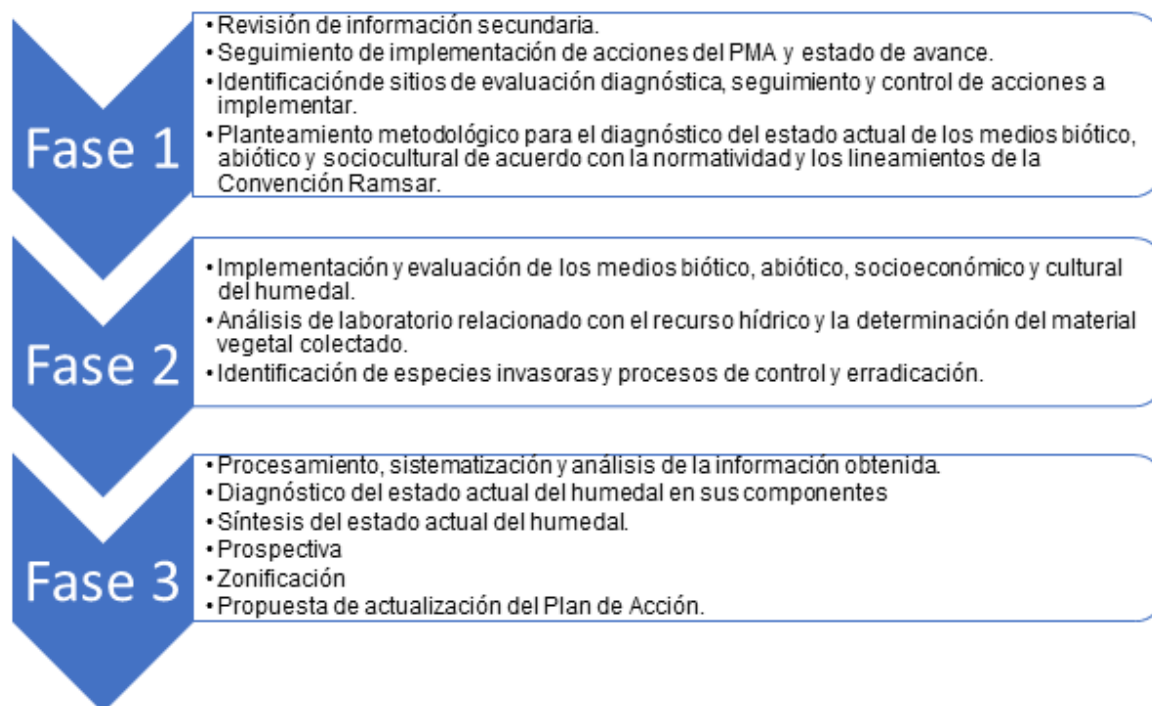 Fase 1
• Revisión de información secundaria.
• Seguimiento de implementación de acciones del PMA y estado de avance.
• Identificaciónde sitios de evaluación diagnóstica, seguimiento y control de acciones a
implementar.
• Planteamiento metodológico para el diagnóstico del estado actual de los medios biótico,
abiótico y sociocultural de acuerdo con la normatividad y los lineamientos de la
Convención Ramsar.
Fase 2
• Implementación y evaluación de los medios biótico, abiótico, socioeconómico y cultural
del humedal.
• Análisis de laboratorio relacionado con el recurso hídrico y la determinación del material
vegetal colectado.
• Identificación de especies invasoras y procesos de control y erradicación.
Fase 3
• Procesamiento, sistematización y análisis de la información obtenida.
• Diagnóstico del estado actual del humedal en sus componentes
• Síntesis del estado actual del humedal.
• Prospectiva
• Zonificación
• Propuesta de actualización del Plan de Acción.